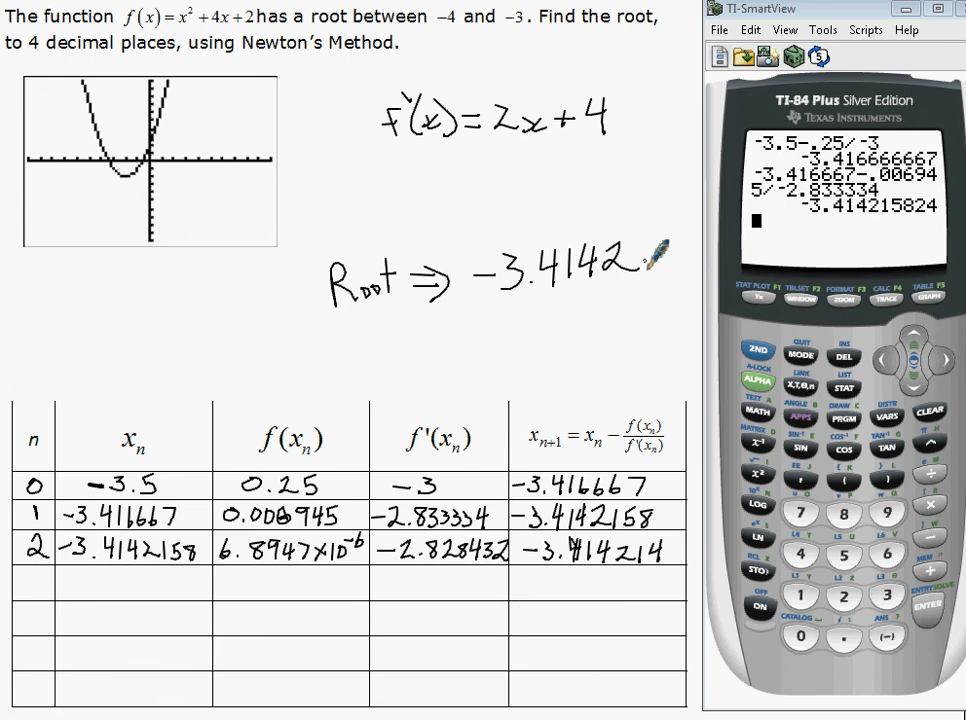 The function f(x) = x² + 4x + 2 has a root between −4 and −3. Find the root,
to 4 decimal places, using Newton's Method.
f'(x) = 2x + 4
Root ⇒ −3.4142
n xₙ f(xₙ) f'(xₙ) xₙ₊₁ = xₙ − f(xₙ)/f'(xₙ)
0 −3.5 0.25 −3 −3.416667
1 −3.416667 0.006945 −2.833334 −3.4142158
2 −3.4142158 6.8947×10⁻⁶ −2.828432 −3.414214
TI-SmartView
File Edit View Tools Scripts Help
TI-84 Plus Silver Edition
TEXAS INSTRUMENTS
-3.5-.25/-3
-3.416666667
-3.416667-.00694
5/-2.833334
-3.414215824
STAT PLOT F1 TBLSET F2 FORMAT F3 CALC F4 TABLE F5
Y= WINDOW ZOOM TRACE GRAPH
QUIT INS
2ND MODE DEL
A-LOCK LINK LIST
ALPHA X,T,Θ,n STAT
TEST A ANGLE B DRAW C DISTR
MATH APPS PRGM VARS CLEAR
MATRIX D SIN⁻¹ E COS⁻¹ F TAN⁻¹ G π H
x⁻¹ SIN COS TAN ^
√ I EE J { K } L e M
x² , ( ) ÷
10ˣ N u O v P w Q [ R
LOG 7 8 9 ×
eˣ S L4 T L5 U L6 V ] W
LN 4 5 6 −
RCL X L1 Y L2 Z L3 θ MEM "
STO▸ 1 2 3 +
OFF CATALOG i : ANS ? ENTRY SOLVE
ON 0 . (−) ENTER